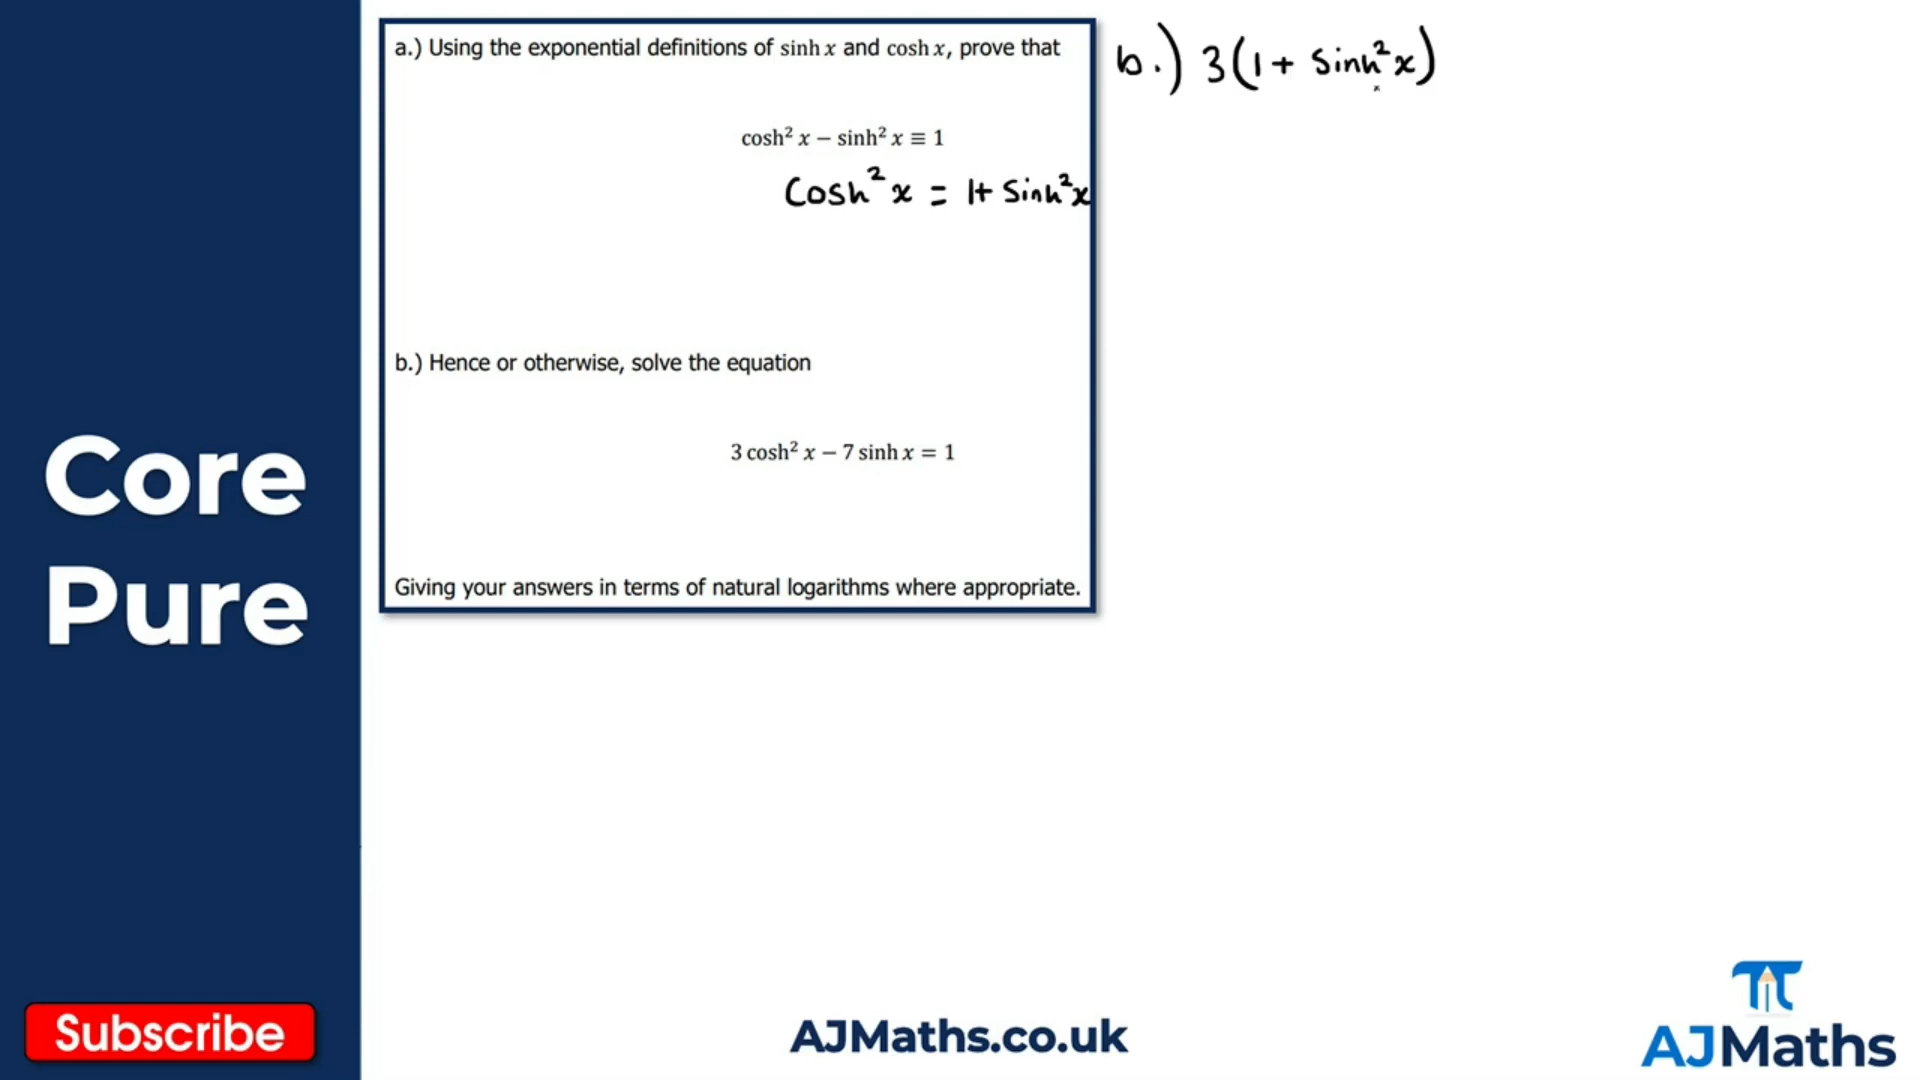 Core
Pure
Subscribe
a.) Using the exponential definitions of sinh x and cosh x, prove that
cosh² x − sinh² x ≡ 1
Cosh² x = 1+ Sinh²x
b.) Hence or otherwise, solve the equation
3 cosh² x − 7 sinh x = 1
Giving your answers in terms of natural logarithms where appropriate.
b.) 3(1+ Sinh²x)
AJMaths.co.uk
AJMaths